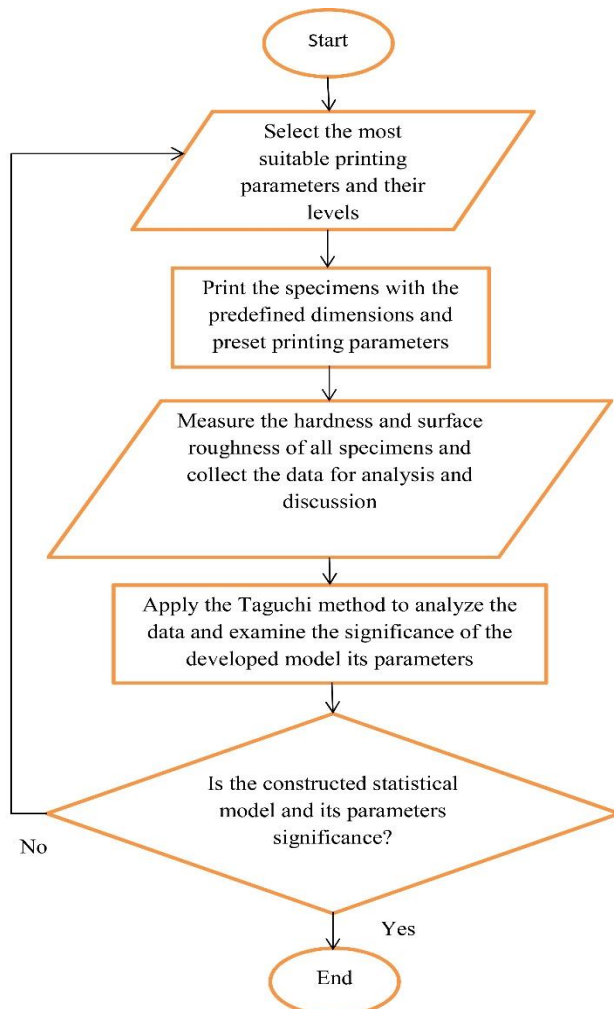 Start
Select the most
suitable printing
parameters and their
levels
Print the specimens with the
predefined dimensions and
preset printing parameters
Measure the hardness and surface
roughness of all specimens and
collect the data for analysis and
discussion
Apply the Taguchi method to analyze the
data and examine the significance of the
developed model its parameters
Is the constructed statistical
model and its parameters
significance?
No
Yes
End